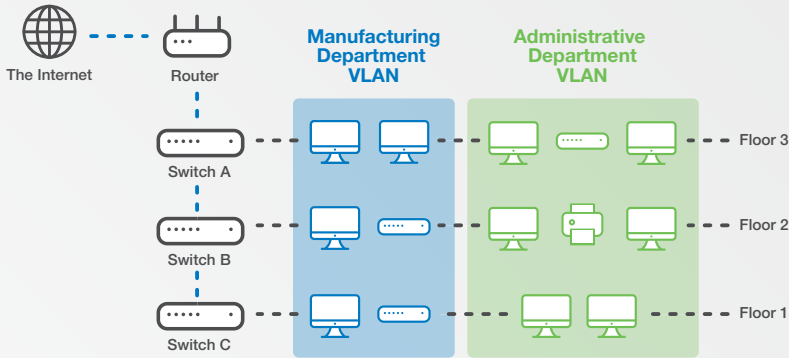 The Internet
Router
Manufacturing
Department
VLAN
Administrative
Department
VLAN
Switch A
Floor 3
Switch B
Floor 2
Switch C
Floor 1